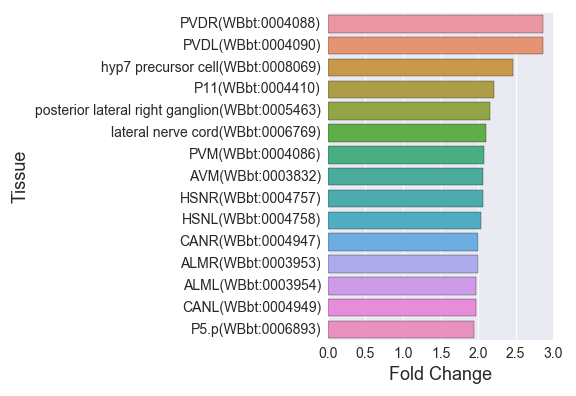 PVDR(WBbt:0004088)
PVDL(WBbt:0004090)
hyp7 precursor cell(WBbt:0008069)
P11(WBbt:0004410)
posterior lateral right ganglion(WBbt:0005463)
lateral nerve cord(WBbt:0006769)
PVM(WBbt:0004086)
AVM(WBbt:0003832)
HSNR(WBbt:0004757)
HSNL(WBbt:0004758)
CANR(WBbt:0004947)
ALMR(WBbt:0003953)
ALML(WBbt:0003954)
CANL(WBbt:0004949)
P5.p(WBbt:0006893)
Tissue
0.0 0.5 1.0 1.5 2.0 2.5 3.0
Fold Change